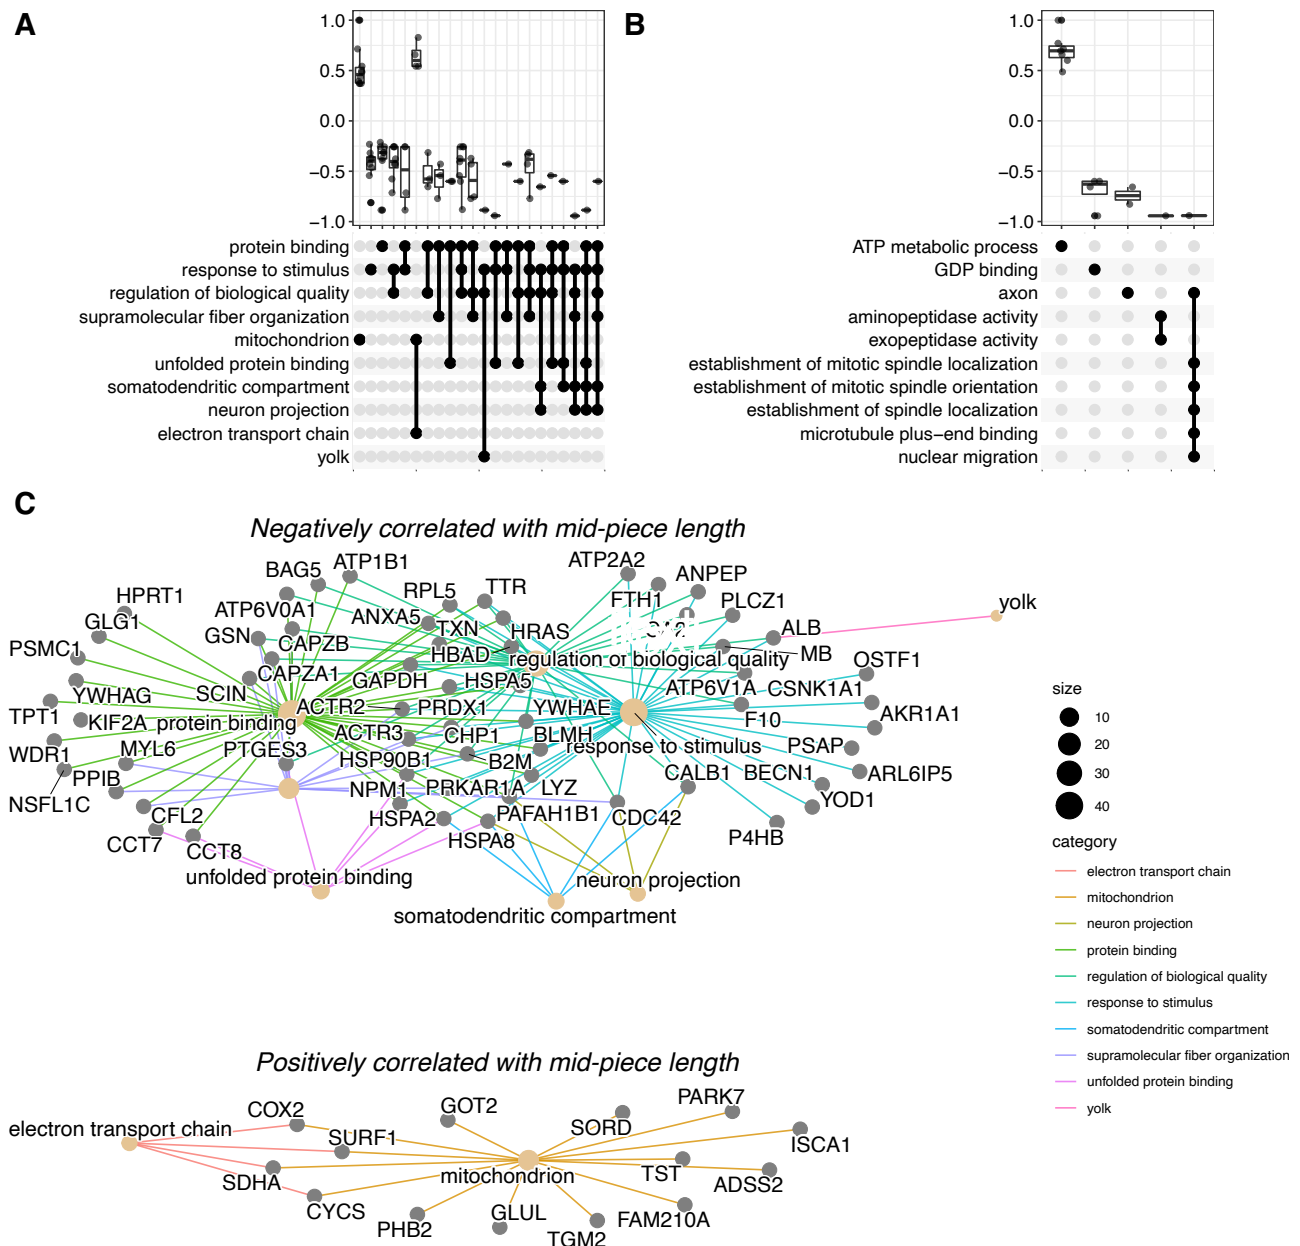 A
1.0
0.5
0.0
−0.5
−1.0
protein binding
response to stimulus
regulation of biological quality
supramolecular fiber organization
mitochondrion
unfolded protein binding
somatodendritic compartment
neuron projection
electron transport chain
yolk
B
1.0
0.5
0.0
−0.5
−1.0
ATP metabolic process
GDP binding
axon
aminopeptidase activity
exopeptidase activity
establishment of mitotic spindle localization
establishment of mitotic spindle orientation
establishment of spindle localization
microtubule plus−end binding
nuclear migration
C
Negatively correlated with mid-piece length
BAG5
ATP1B1
ATP2A2
ANPEP
HPRT1
ATP6V0A1
RPL5
TTR
FTH1
PLCZ1
yolk
GLG1
GSN
CAPZB
ANXA5
TXN
HRAS
ALB
PSMC1
HBAD
regulation of biological quality
MB
OSTF1
YWHAG
SCIN
CAPZA1
GAPDH
HSPA5
ATP6V1A
CSNK1A1
TPT1
KIF2A
protein binding
ACTR2
PRDX1
YWHAE
F10
AKR1A1
WDR1
MYL6
PTGES3
ACTR3
CHP1
BLMH
response to stimulus
PSAP
PPIB
HSP90B1
B2M
CALB1
BECN1
ARL6IP5
NSFL1C
CFL2
NPM1
PRKAR1A
LYZ
YOD1
CCT7
CCT8
HSPA2
PAFAH1B1
CDC42
P4HB
HSPA8
unfolded protein binding
neuron projection
somatodendritic compartment
size
10
20
30
40
category
electron transport chain
mitochondrion
neuron projection
protein binding
regulation of biological quality
response to stimulus
somatodendritic compartment
supramolecular fiber organization
unfolded protein binding
yolk
Positively correlated with mid-piece length
COX2
GOT2
SORD
PARK7
electron transport chain
SURF1
ISCA1
SDHA
mitochondrion
TST
ADSS2
CYCS
PHB2
GLUL
TGM2
FAM210A